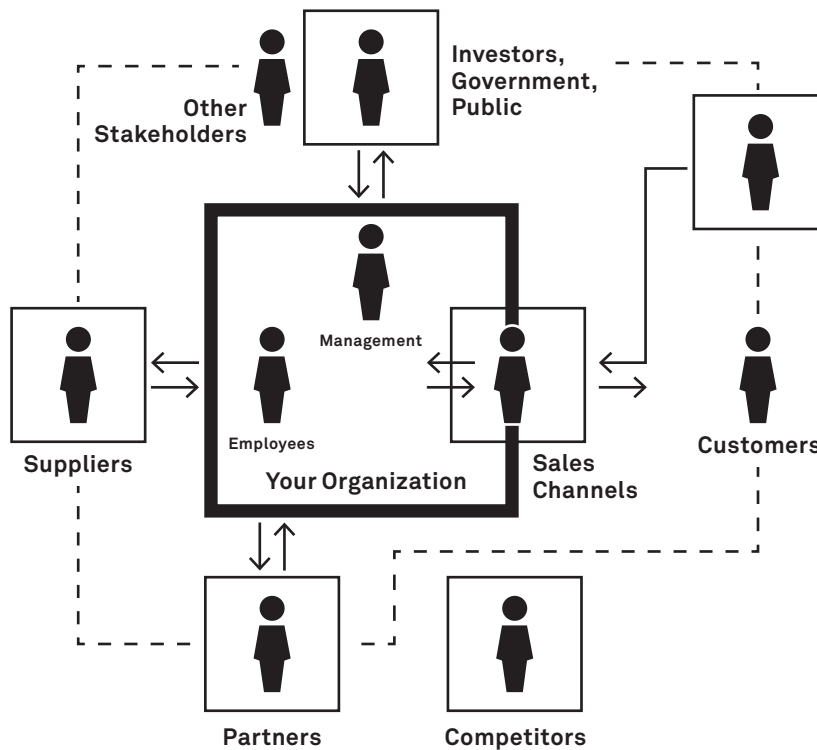 Investors,
Government,
Public
Other
Stakeholders
Management
Employees
Suppliers
Your Organization
Sales
Channels
Customers
Partners
Competitors